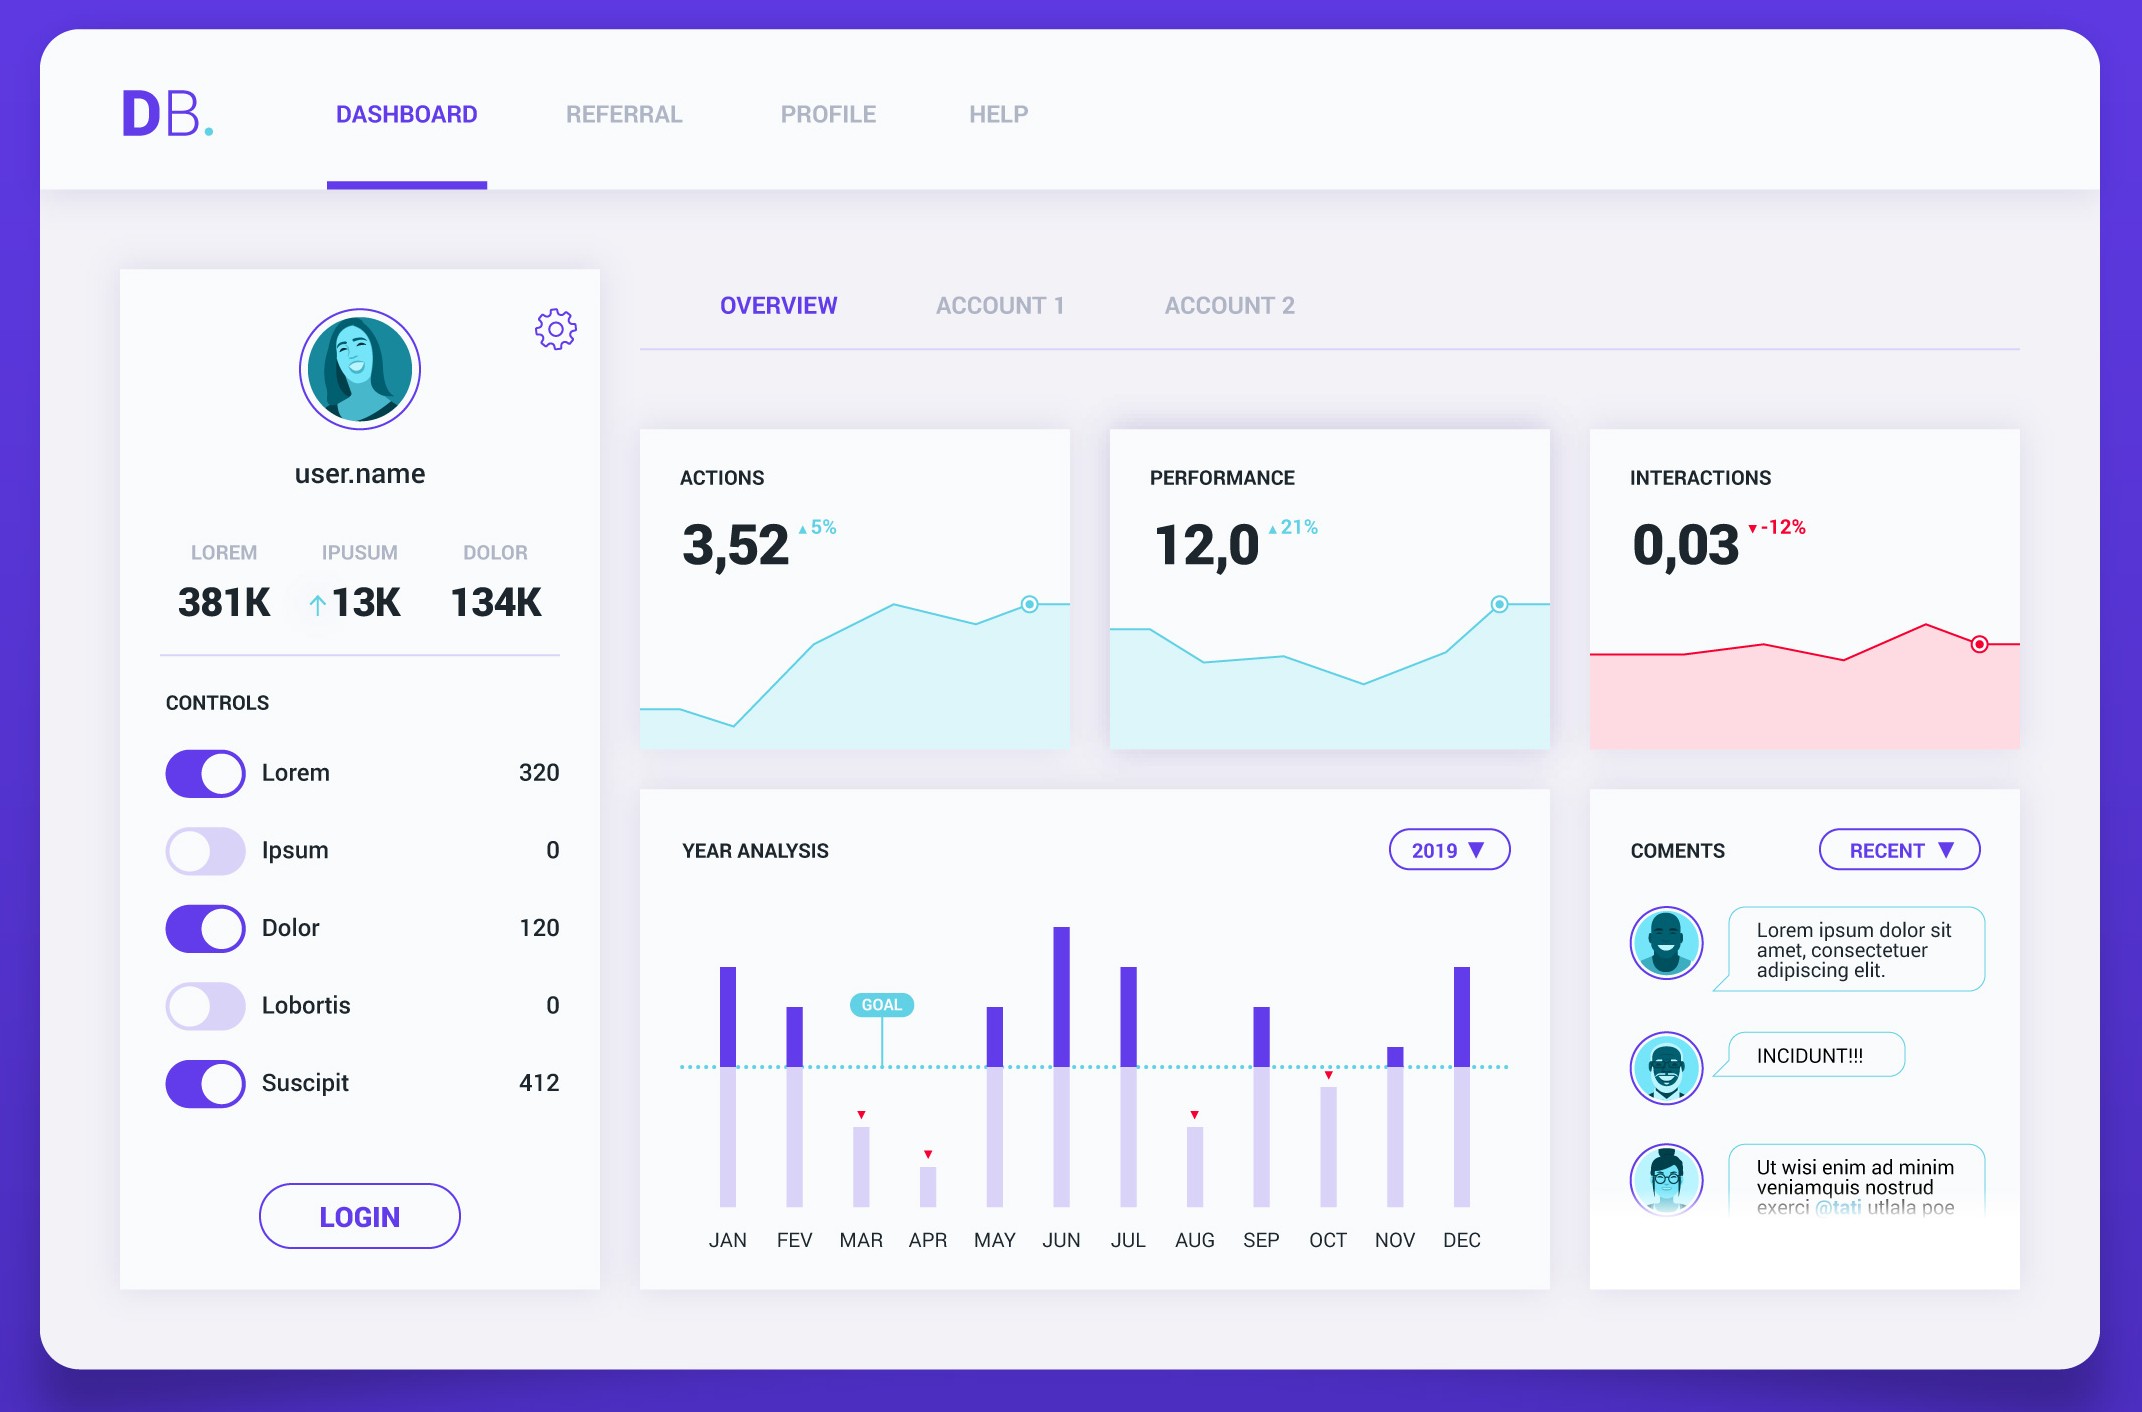 DB.
DASHBOARD
REFERRAL
PROFILE
HELP
user.name
LOREM
IPUSUM
DOLOR
381K
13K
134K
CONTROLS
Lorem 320
Ipsum 0
Dolor 120
Lobortis 0
Suscipit 412
LOGIN
OVERVIEW
ACCOUNT 1
ACCOUNT 2
ACTIONS
3,52 ▲5%
PERFORMANCE
12,0 ▲21%
INTERACTIONS
0,03 ▼-12%
YEAR ANALYSIS
2019 ▼
GOAL
JAN FEV MAR APR MAY JUN JUL AUG SEP OCT NOV DEC
COMENTS
RECENT ▼
Lorem ipsum dolor sit
amet, consectetuer
adipiscing elit.
INCIDUNT!!!
Ut wisi enim ad minim
veniamquis nostrud
exerci @tati utlala poe